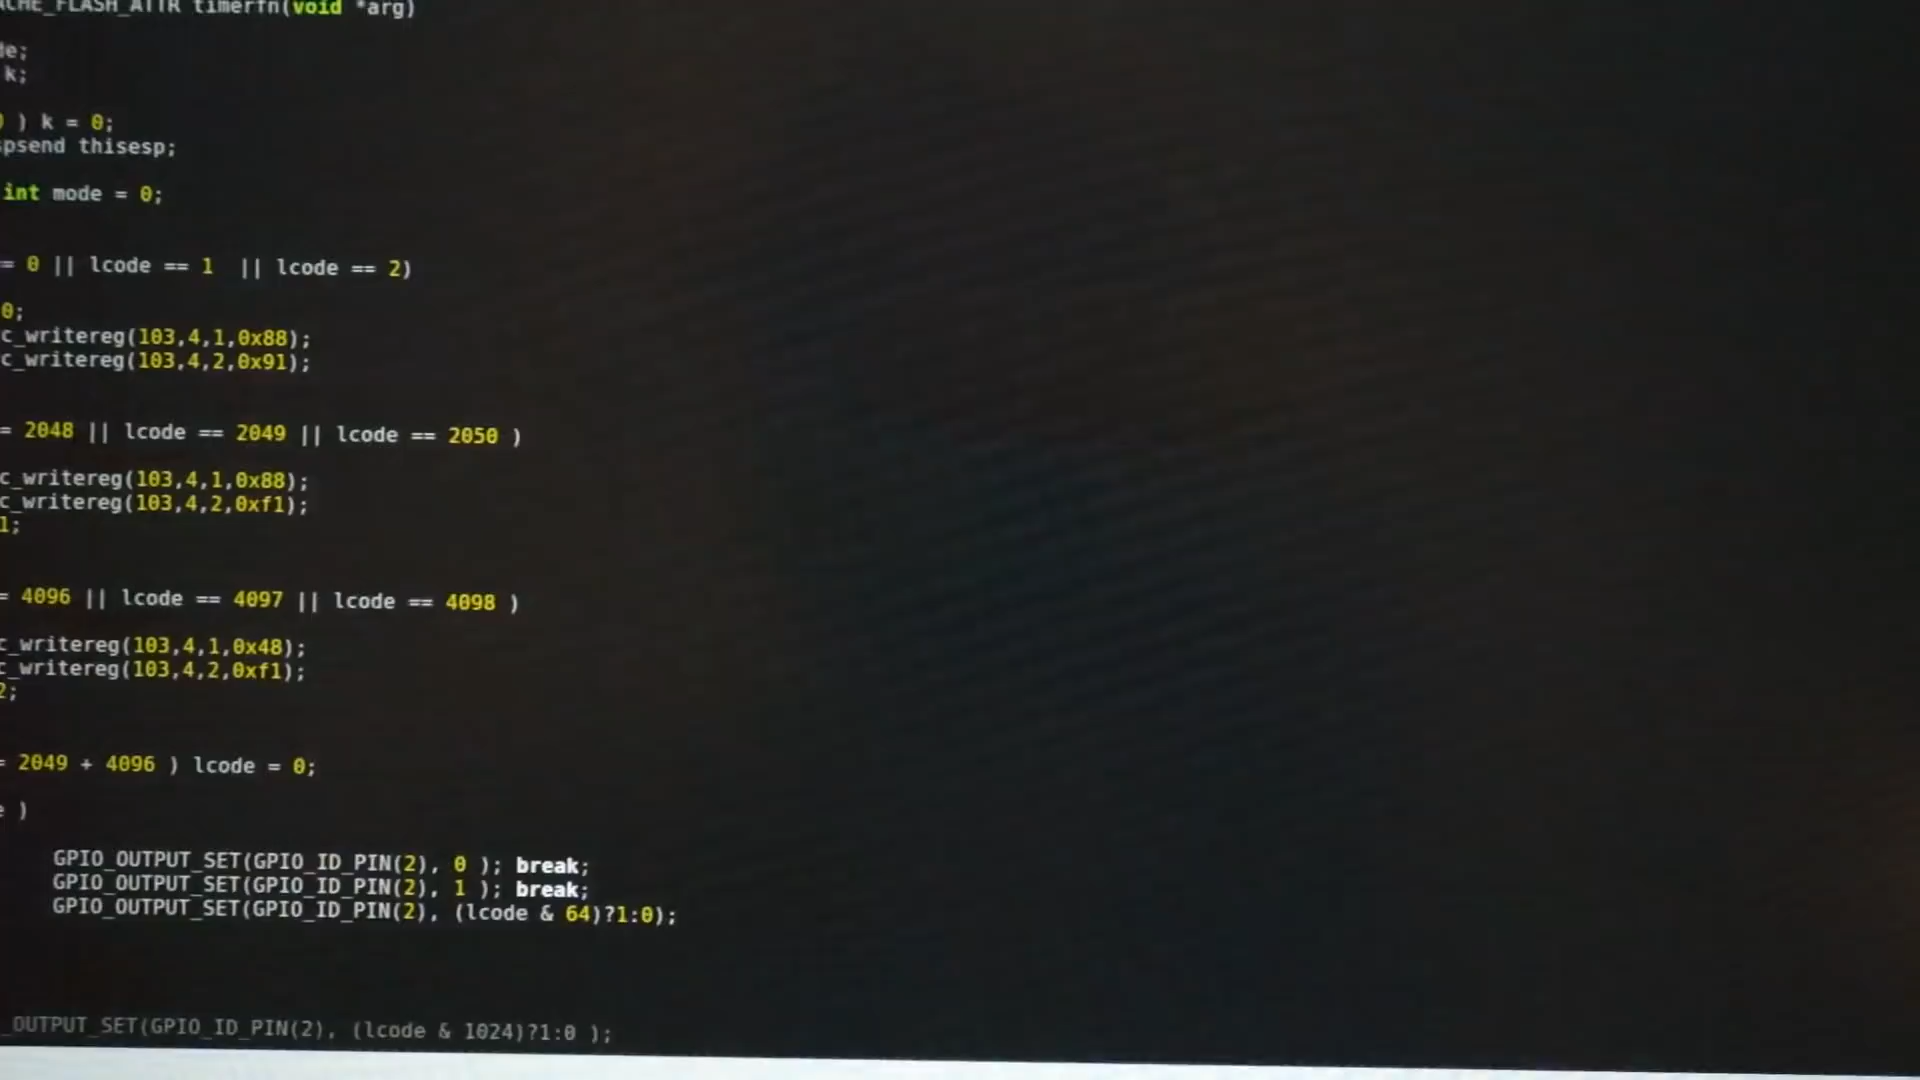 ACHE_FLASH_ATTR timerfn(void *arg)
de;
k;
) k = 0;
psend thisesp;
int mode = 0;
= 0 || lcode == 1  || lcode == 2)
0;
c_writereg(103,4,1,0x88);
c_writereg(103,4,2,0x91);
= 2048 || lcode == 2049 || lcode == 2050 )
c_writereg(103,4,1,0x88);
c_writereg(103,4,2,0xf1);
1;
= 4096 || lcode == 4097 || lcode == 4098 )
c_writereg(103,4,1,0x48);
c_writereg(103,4,2,0xf1);
2;
= 2049 + 4096 ) lcode = 0;
e )
GPIO_OUTPUT_SET(GPIO_ID_PIN(2), 0 ); break;
GPIO_OUTPUT_SET(GPIO_ID_PIN(2), 1 ); break;
GPIO_OUTPUT_SET(GPIO_ID_PIN(2), (lcode & 64)?1:0);
_OUTPUT_SET(GPIO_ID_PIN(2), (lcode & 1024)?1:0 );